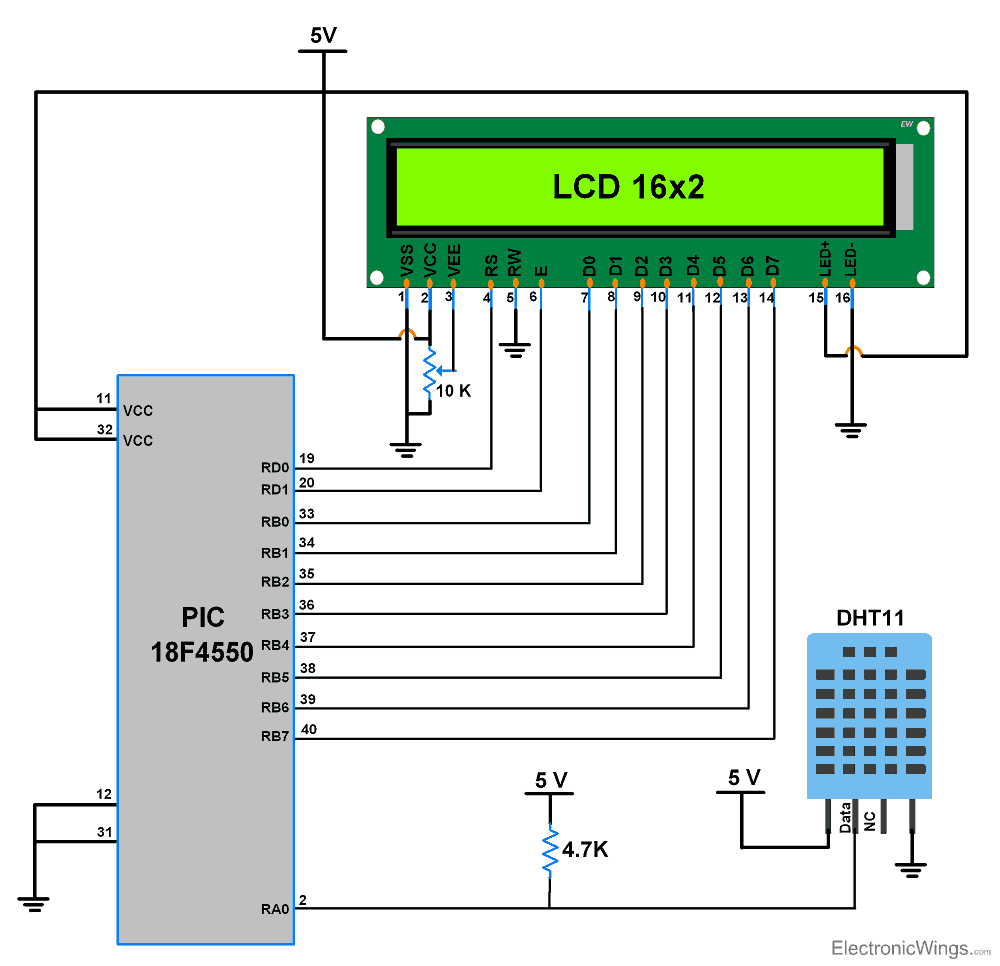 5V
EW
LCD 16x2
VSS VCC VEE RS RW E D0 D1 D2 D3 D4 D5 D6 D7 LED+ LED-
1 2 3 4 5 6 7 8 9 10 11 12 13 14 15 16
10 K
11 VCC
32 VCC
RD0 19
RD1 20
RB0 33
RB1 34
RB2 35
RB3 36
PIC
18F4550
RB4 37
RB5 38
RB6 39
RB7 40
DHT11
12
31
5 V
5 V
Data
NC
4.7K
RA0 2
ElectronicWings.com